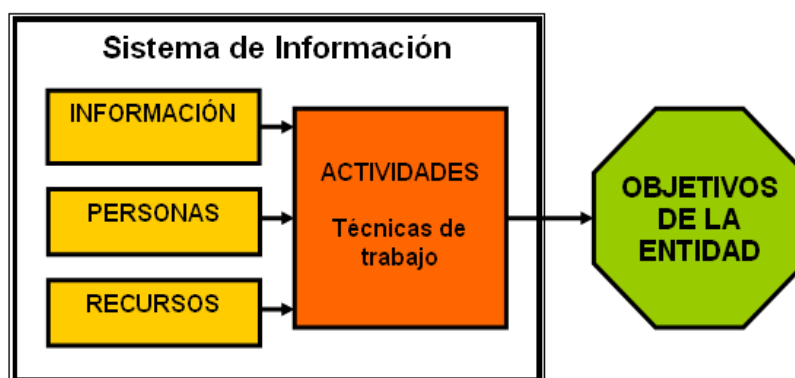 Sistema de Información
INFORMACIÓN
PERSONAS
RECURSOS
ACTIVIDADES
Técnicas de
trabajo
OBJETIVOS
DE LA
ENTIDAD